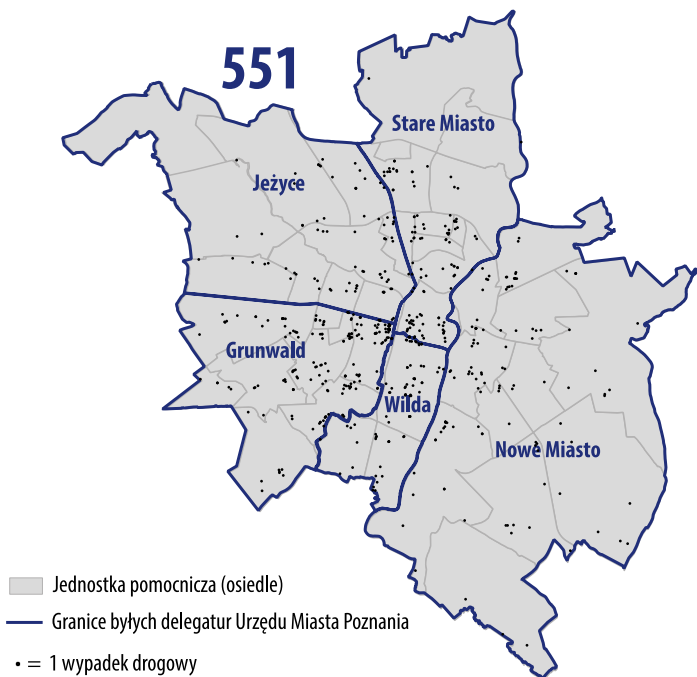 551
Stare Miasto
Jeżyce
Grunwald
Wilda
Nowe Miasto
Jednostka pomocnicza (osiedle)
Granice byłych delegatur Urzędu Miasta Poznania
= 1 wypadek drogowy